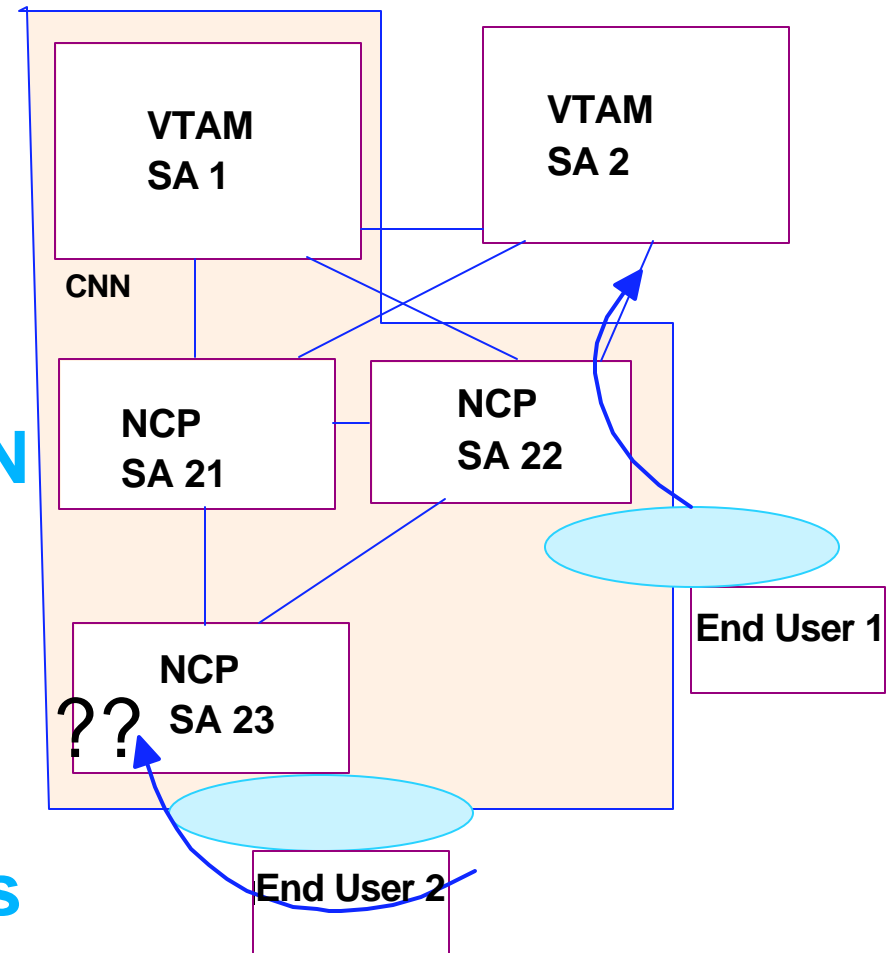 VTAM
SA 1
VTAM
SA 2
CNN
N
NCP
SA 21
NCP
SA 22
End User 1
NCP
?? SA 23
s
End User 2